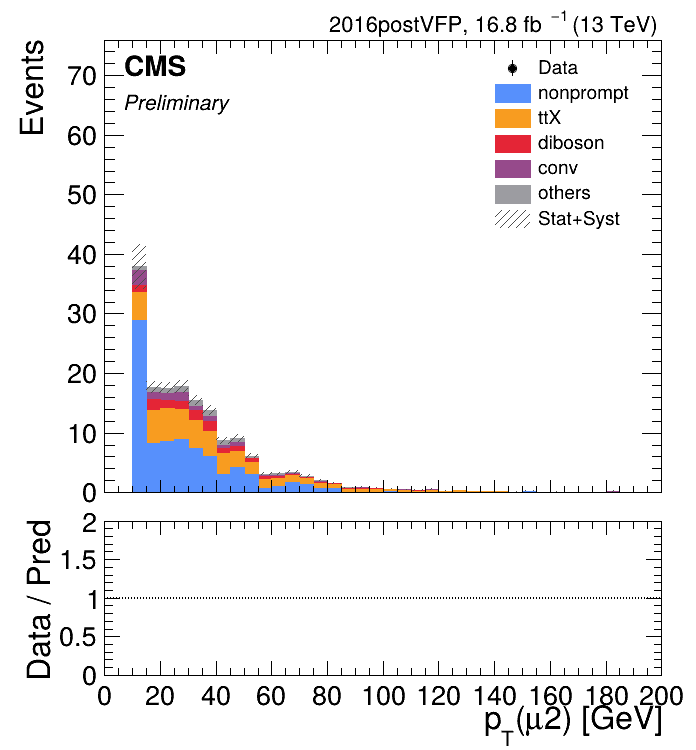 2016postVFP, 16.8 fb⁻¹ (13 TeV)
CMS
Preliminary
Events
Data
nonprompt
ttX
diboson
conv
others
Stat+Syst
70
60
50
40
30
20
10
0
Data / Pred
2
1.5
1
0.5
0
0 20 40 60 80 100 120 140 160 180 200
p_T(μ2) [GeV]